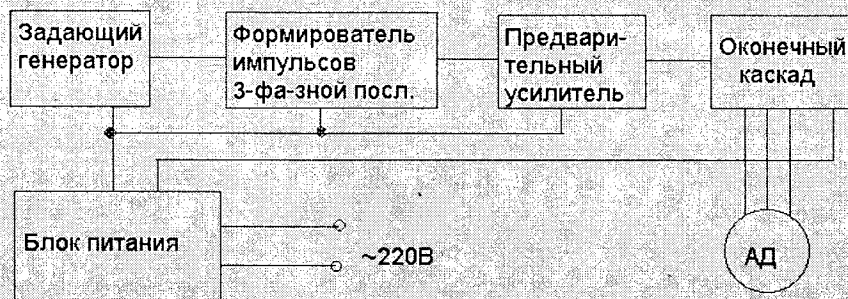 Задающий
генератор
Формирователь
импульсов
3-фа-зной посл.
Предвари-
тельный
усилитель
Оконечный
каскад
Блок питания
~220В
АД